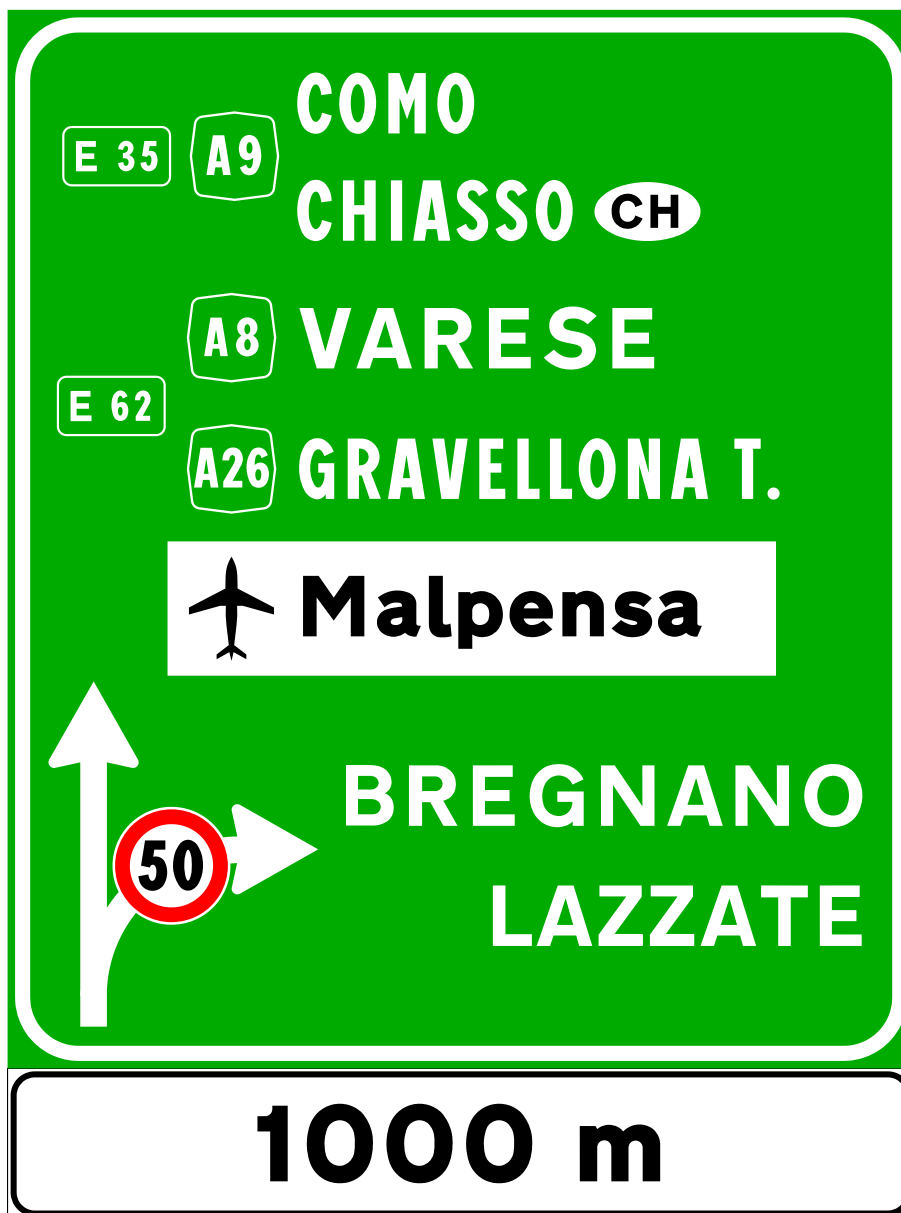 COMO
E 35 A9
CHIASSO CH
A8 VARESE
E 62
A26 GRAVELLONA T.
Malpensa
BREGNANO
50
LAZZATE
1000 m